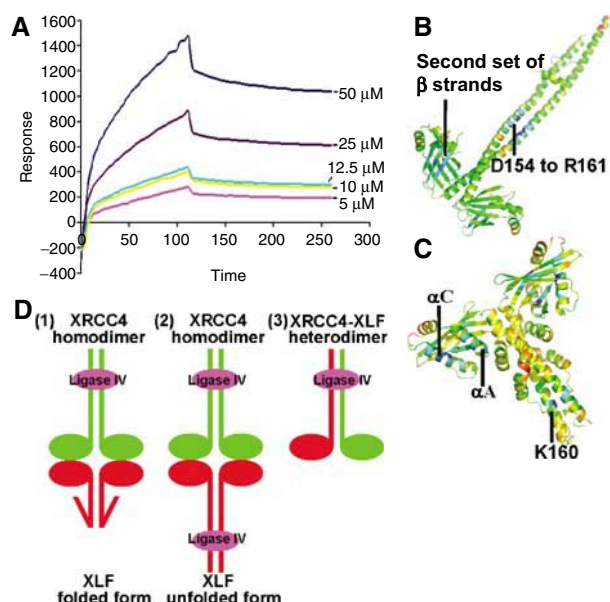 A
1600
1400
1200
1000
800
600
400
200
0
−200
−400
Response
0
50
100
150
200
250
300
Time
50 μM
25 μM
12.5 μM
10 μM
5 μM
B
Second set of
β strands
D154 to R161
C
αC
αA
K160
D
(1) XRCC4
homodimer
Ligase IV
XLF
folded form
(2) XRCC4
homodimer
Ligase IV
Ligase IV
XLF
unfolded form
(3) XRCC4-XLF
heterodimer
Ligase IV